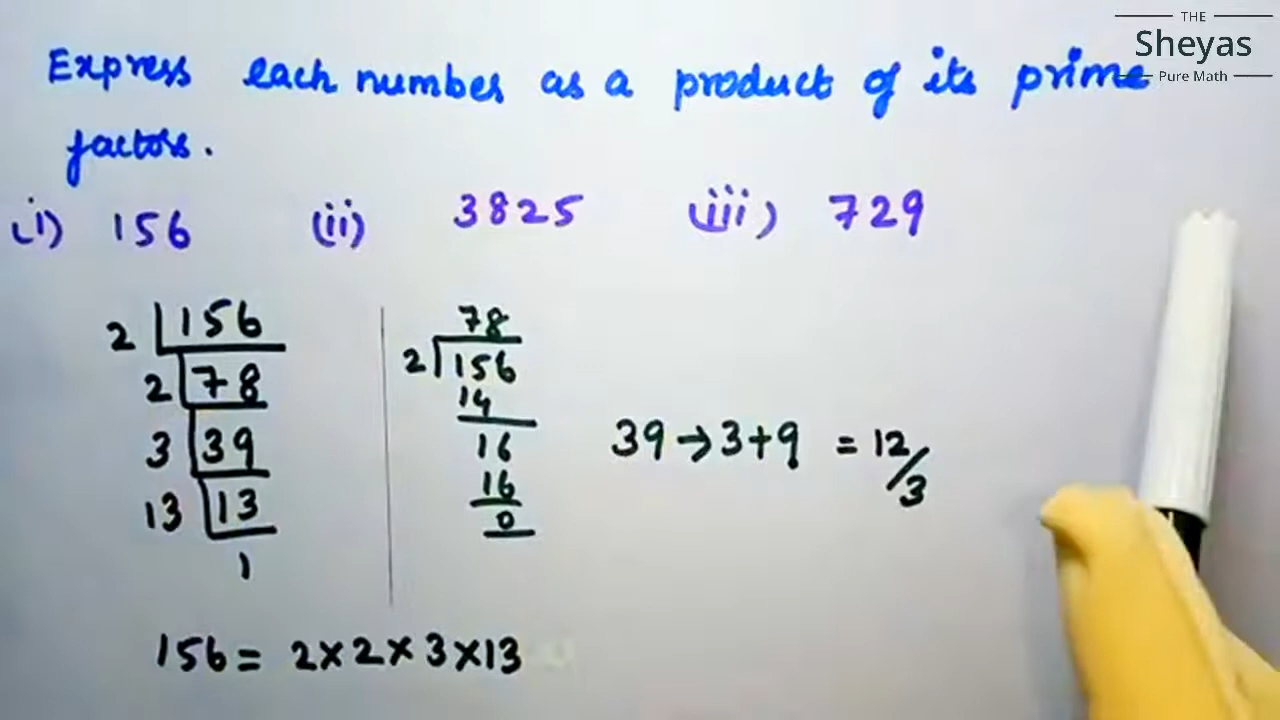 THE
Sheyas
Pure Math
Express each number as a product of its prime
factors.
(i) 156 (ii) 3825 (iii) 729
2 156
2 78
3 39
13 13
1
78
2 156
14
16
16
0
39 → 3+9 = 12/3
156 = 2×2×3×13